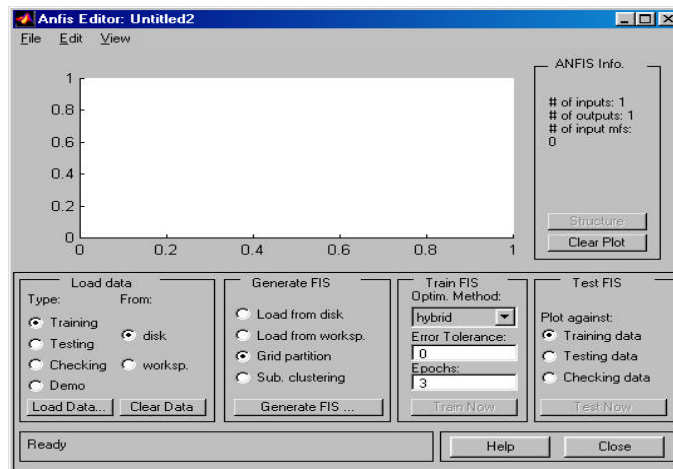 Anfis Editor: Untitled2
File Edit View
1
0.8
0.6
0.4
0.2
0
0 0.2 0.4 0.6 0.8 1
ANFIS Info.
# of inputs: 1
# of outputs: 1
# of input mfs:
0
Structure
Clear Plot
Load data
Type: From:
Training
Testing
Checking
Demo
disk
worksp.
Load Data... Clear Data
Generate FIS
Load from disk
Load from worksp.
Grid partition
Sub. clustering
Generate FIS ...
Train FIS
Optim. Method:
hybrid
Error Tolerance:
0
Epochs:
3
Train Now
Test FIS
Plot against:
Training data
Testing data
Checking data
Test Now
Ready
Help Close